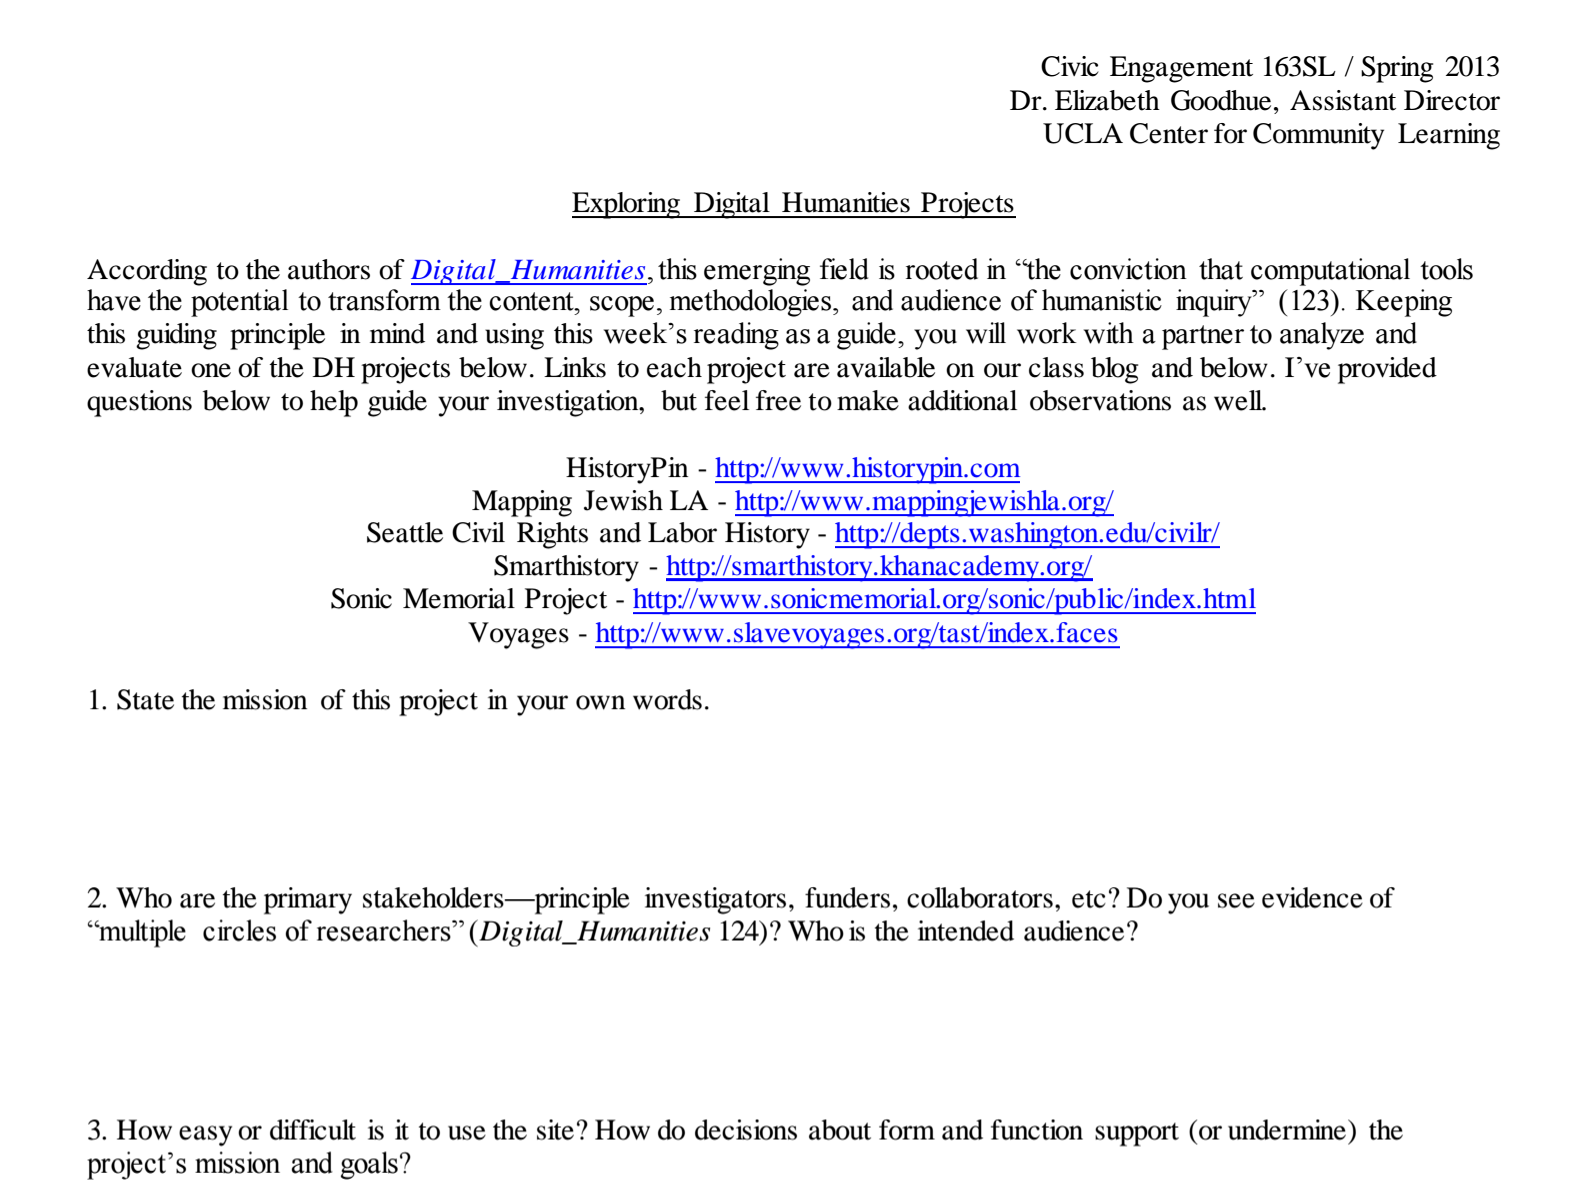 Civic Engagement 163SL / Spring 2013
Dr. Elizabeth Goodhue, Assistant Director
UCLA Center for Community Learning
Exploring Digital Humanities Projects
According to the authors of Digital_Humanities, this emerging field is rooted in “the conviction that computational tools
have the potential to transform the content, scope, methodologies, and audience of humanistic inquiry” (123). Keeping
this guiding principle in mind and using this week’s reading as a guide, you will work with a partner to analyze and
evaluate one of the DH projects below. Links to each project are available on our class blog and below. I’ve provided
questions below to help guide your investigation, but feel free to make additional observations as well.
HistoryPin - http://www.historypin.com
Mapping Jewish LA - http://www.mappingjewishla.org/
Seattle Civil Rights and Labor History - http://depts.washington.edu/civilr/
Smarthistory - http://smarthistory.khanacademy.org/
Sonic Memorial Project - http://www.sonicmemorial.org/sonic/public/index.html
Voyages - http://www.slavevoyages.org/tast/index.faces
1. State the mission of this project in your own words.
2. Who are the primary stakeholders—principle investigators, funders, collaborators, etc? Do you see evidence of
“multiple circles of researchers” (Digital_Humanities 124)? Who is the intended audience?
3. How easy or difficult is it to use the site? How do decisions about form and function support (or undermine) the
project’s mission and goals?